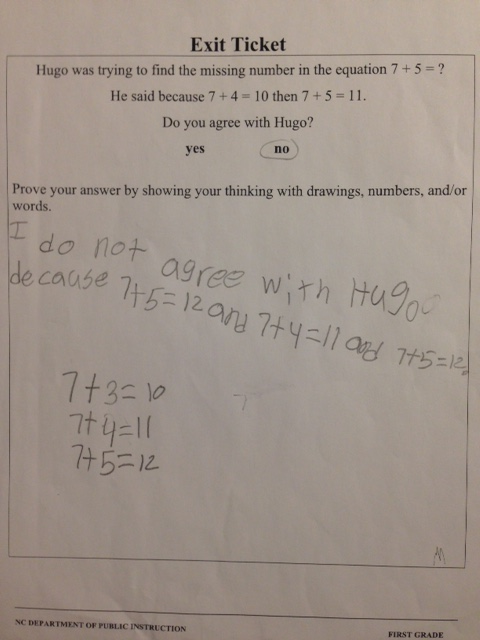 Exit Ticket
Hugo was trying to find the missing number in the equation 7 + 5 = ?
He said because 7 + 4 = 10 then 7 + 5 = 11.
Do you agree with Hugo?
yes no
Prove your answer by showing your thinking with drawings, numbers, and/or
words.
I do not agree with Hugo
decause 7+5=12 and 7+4=11 and 7+5=12.
7+3=10
7+4=11
7+5=12
NC DEPARTMENT OF PUBLIC INSTRUCTION
FIRST GRADE